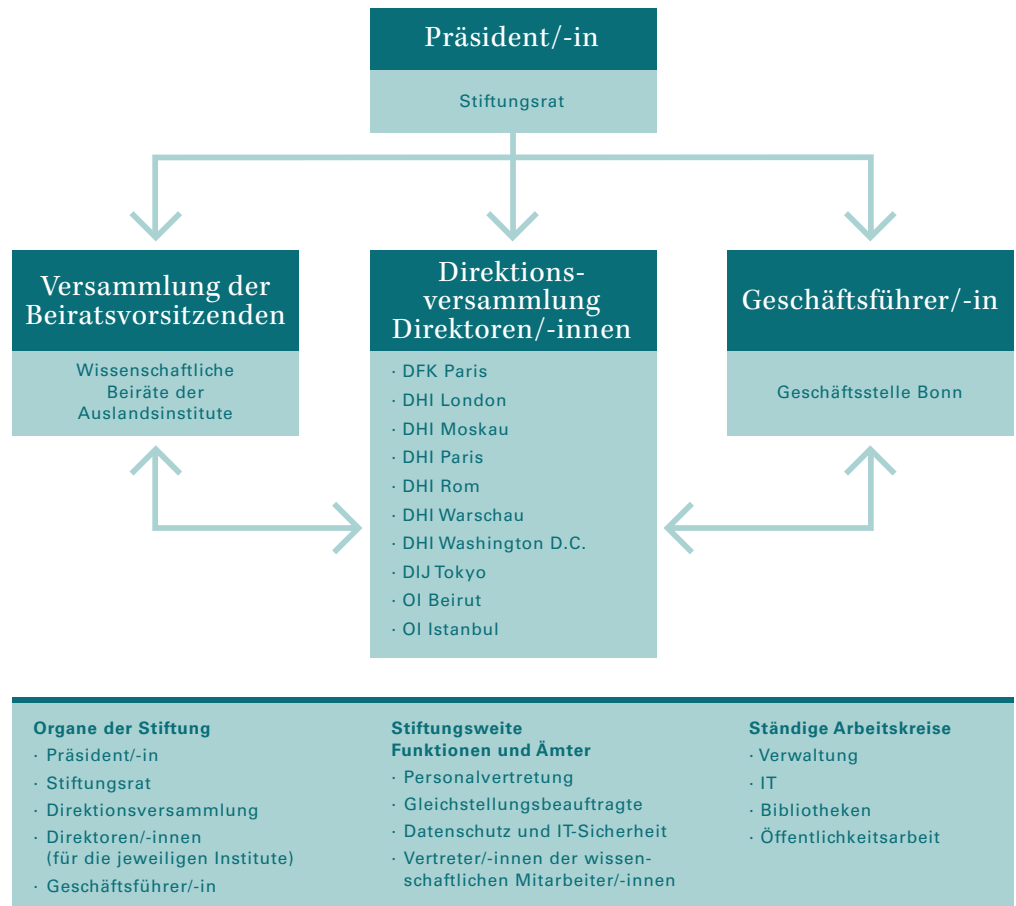 Präsident/-in
Stiftungsrat
Versammlung der
Beiratsvorsitzenden
Wissenschaftliche
Beiräte der
Auslandsinstitute
Direktions-
versammlung
Direktoren/-innen
· DFK Paris
· DHI London
· DHI Moskau
· DHI Paris
· DHI Rom
· DHI Warschau
· DHI Washington D.C.
· DIJ Tokyo
· OI Beirut
· OI Istanbul
Geschäftsführer/-in
Geschäftsstelle Bonn
Organe der Stiftung
· Präsident/-in
· Stiftungsrat
· Direktionsversammlung
· Direktoren/-innen
(für die jeweiligen Institute)
· Geschäftsführer/-in
Stiftungsweite
Funktionen und Ämter
· Personalvertretung
· Gleichstellungsbeauftragte
· Datenschutz und IT-Sicherheit
· Vertreter/-innen der wissen-
schaftlichen Mitarbeiter/-innen
Ständige Arbeitskreise
· Verwaltung
· IT
· Bibliotheken
· Öffentlichkeitsarbeit